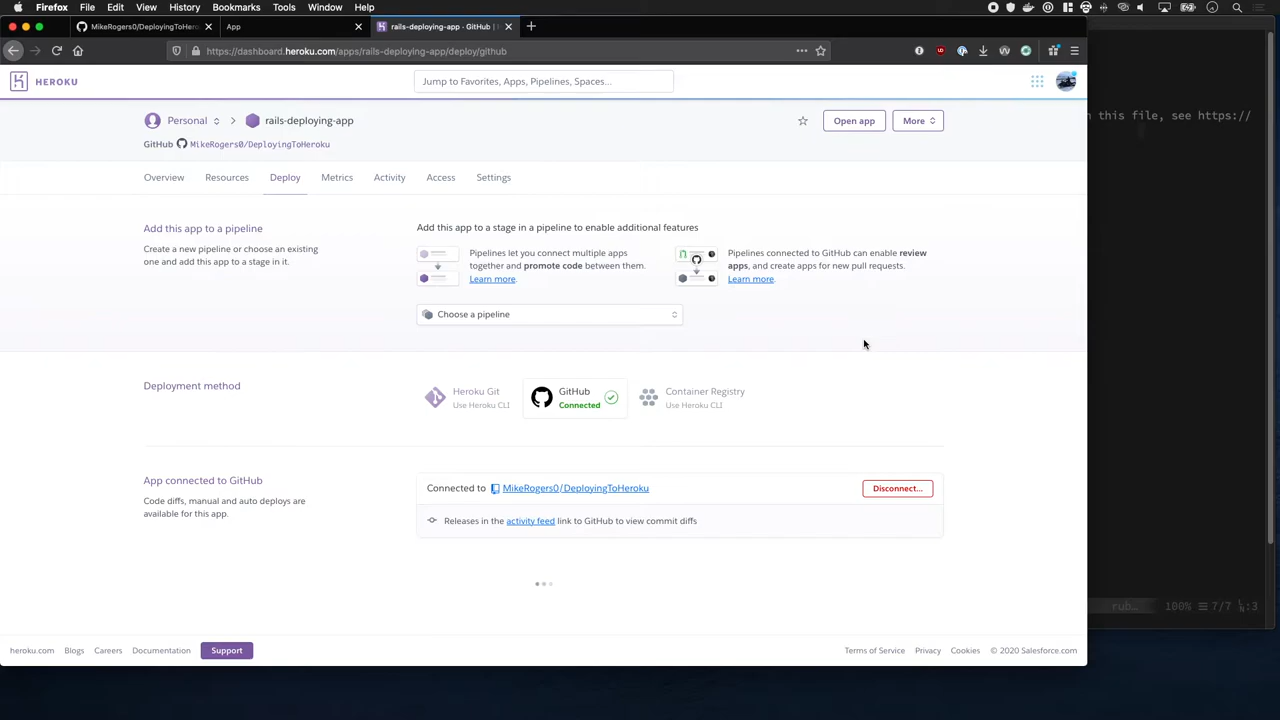 Firefox File Edit View History Bookmarks Tools Window Help
MikeRogers0/DeployingToHero
App
rails-deploying-app · GitHub |
https://dashboard.heroku.com/apps/rails-deploying-app/deploy/github
HEROKU
Jump to Favorites, Apps, Pipelines, Spaces...
n this file, see https://
Personal
rails-deploying-app
Open app
More
GitHub MikeRogers0/DeployingToHeroku
Overview Resources Deploy Metrics Activity Access Settings
Add this app to a pipeline
Create a new pipeline or choose an existing
one and add this app to a stage in it.
Add this app to a stage in a pipeline to enable additional features
Pipelines let you connect multiple apps
together and promote code between them.
Learn more.
Pipelines connected to GitHub can enable review
apps, and create apps for new pull requests.
Learn more.
Choose a pipeline
Deployment method
Heroku Git
Use Heroku CLI
GitHub
Connected
Container Registry
Use Heroku CLI
App connected to GitHub
Code diffs, manual and auto deploys are
available for this app.
Connected to MikeRogers0/DeployingToHeroku
Disconnect...
Releases in the activity feed link to GitHub to view commit diffs
rub… 100% 7/7 :3
heroku.com Blogs Careers Documentation Support
Terms of Service Privacy Cookies © 2020 Salesforce.com